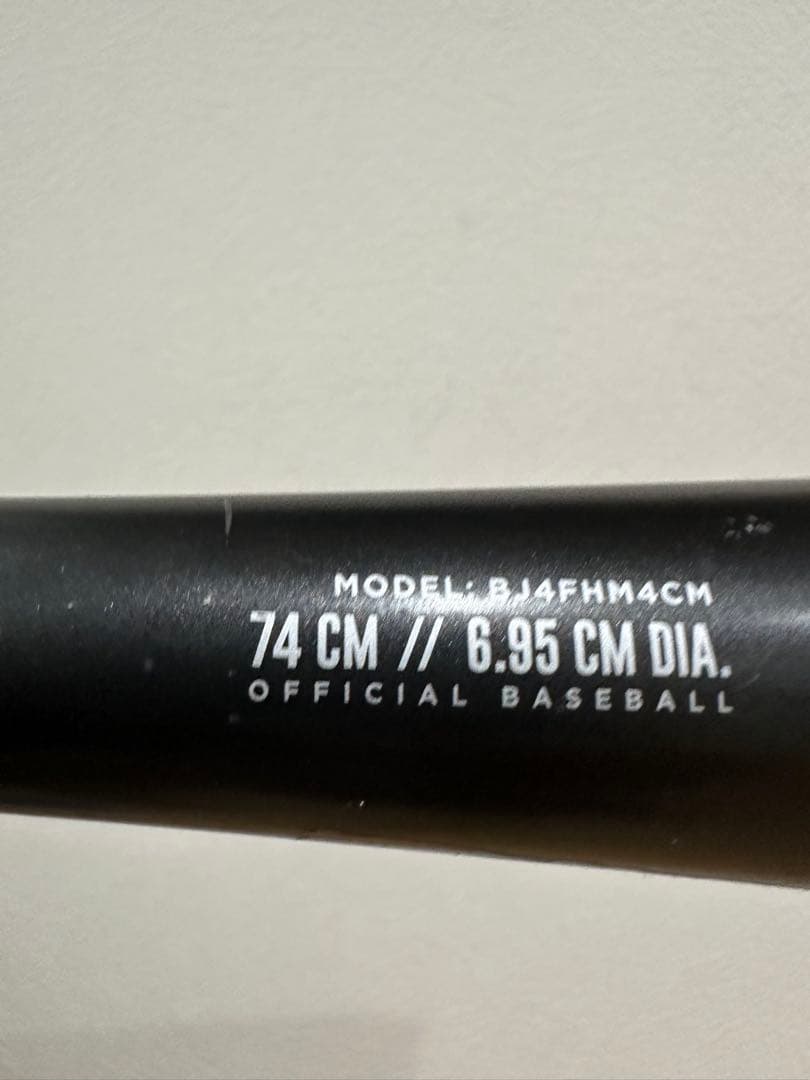 MODEL: BJ4FHM4CM
74 CM // 6.95 CM DIA.
OFFICIAL BASEBALL